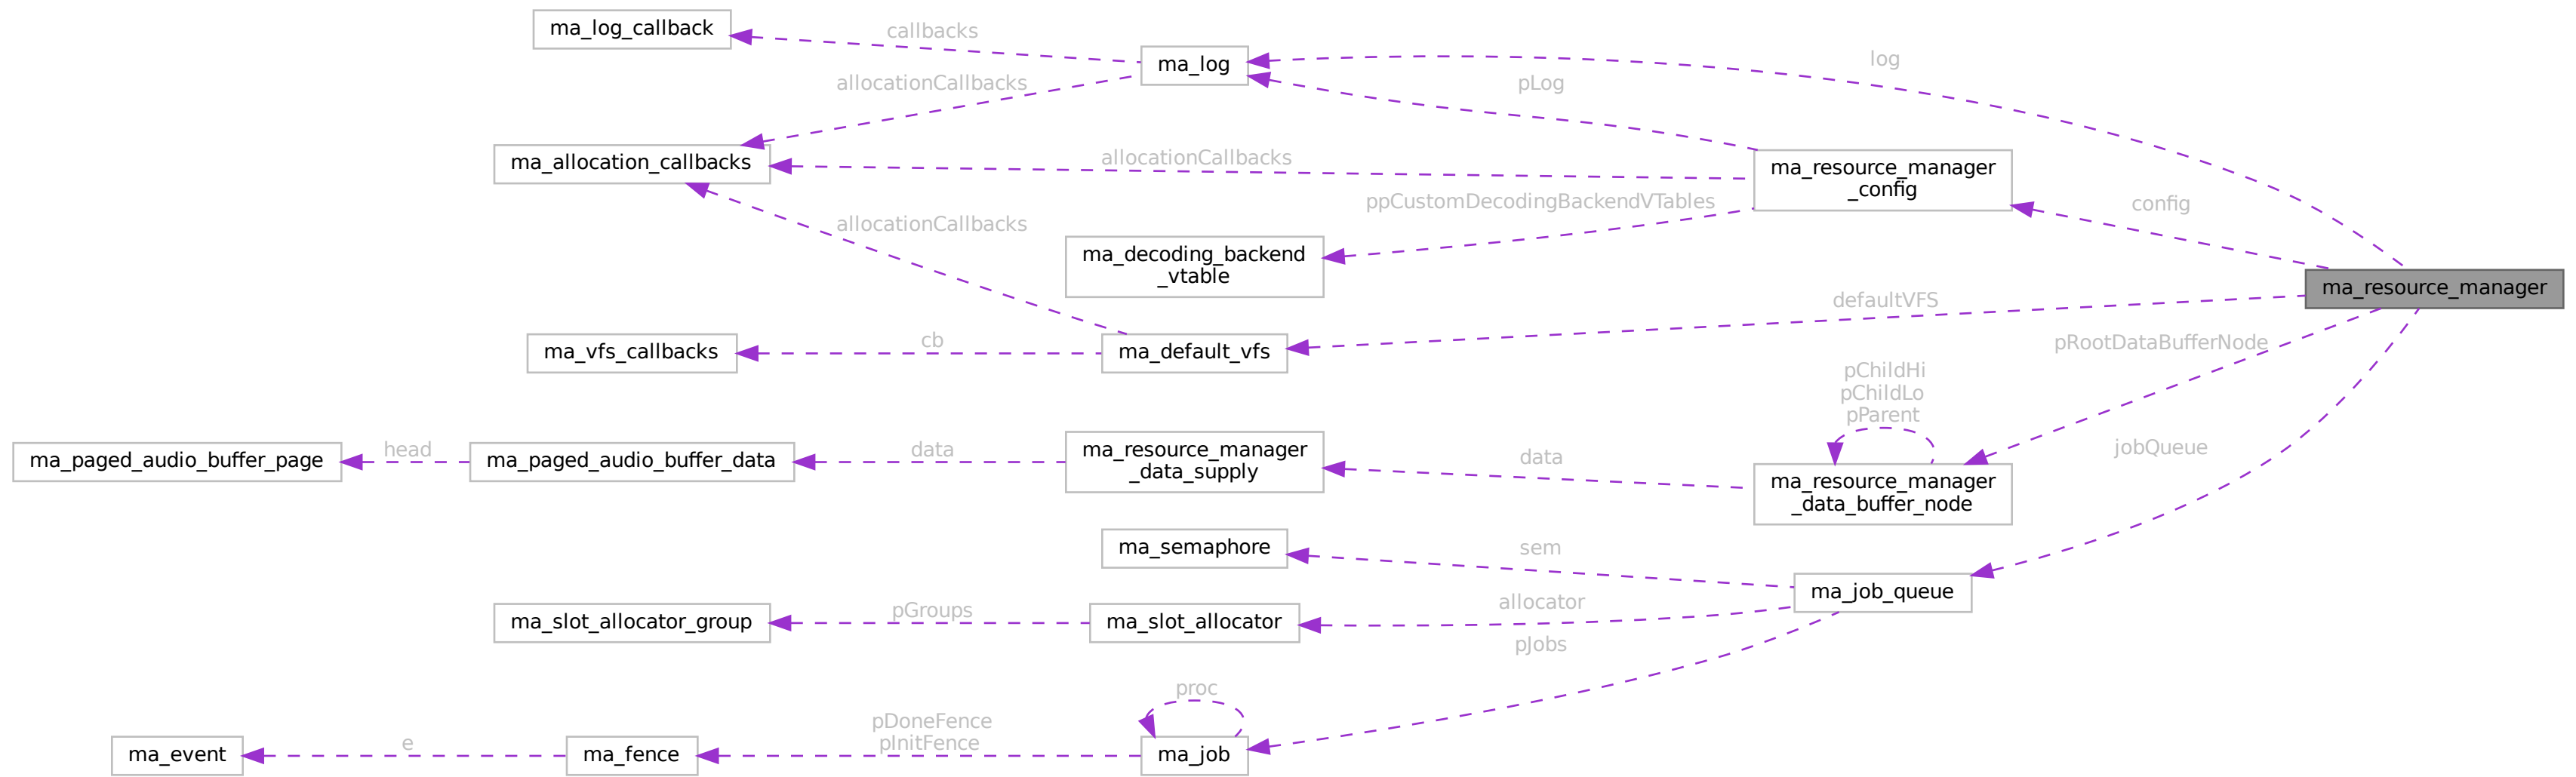 ma_log_callback
callbacks
ma_log
log
allocationCallbacks
pLog
ma_allocation_callbacks
allocationCallbacks
ma_resource_manager
_config
ppCustomDecodingBackendVTables
config
allocationCallbacks
ma_decoding_backend
_vtable
ma_resource_manager
defaultVFS
ma_vfs_callbacks
cb
ma_default_vfs
pRootDataBufferNode
pChildHi
pChildLo
pParent
ma_paged_audio_buffer_page
head
ma_paged_audio_buffer_data
data
ma_resource_manager
_data_supply
data
ma_resource_manager
_data_buffer_node
jobQueue
ma_semaphore
sem
ma_job_queue
ma_slot_allocator_group
pGroups
ma_slot_allocator
allocator
pJobs
proc
ma_event
e
ma_fence
pDoneFence
pInitFence
ma_job